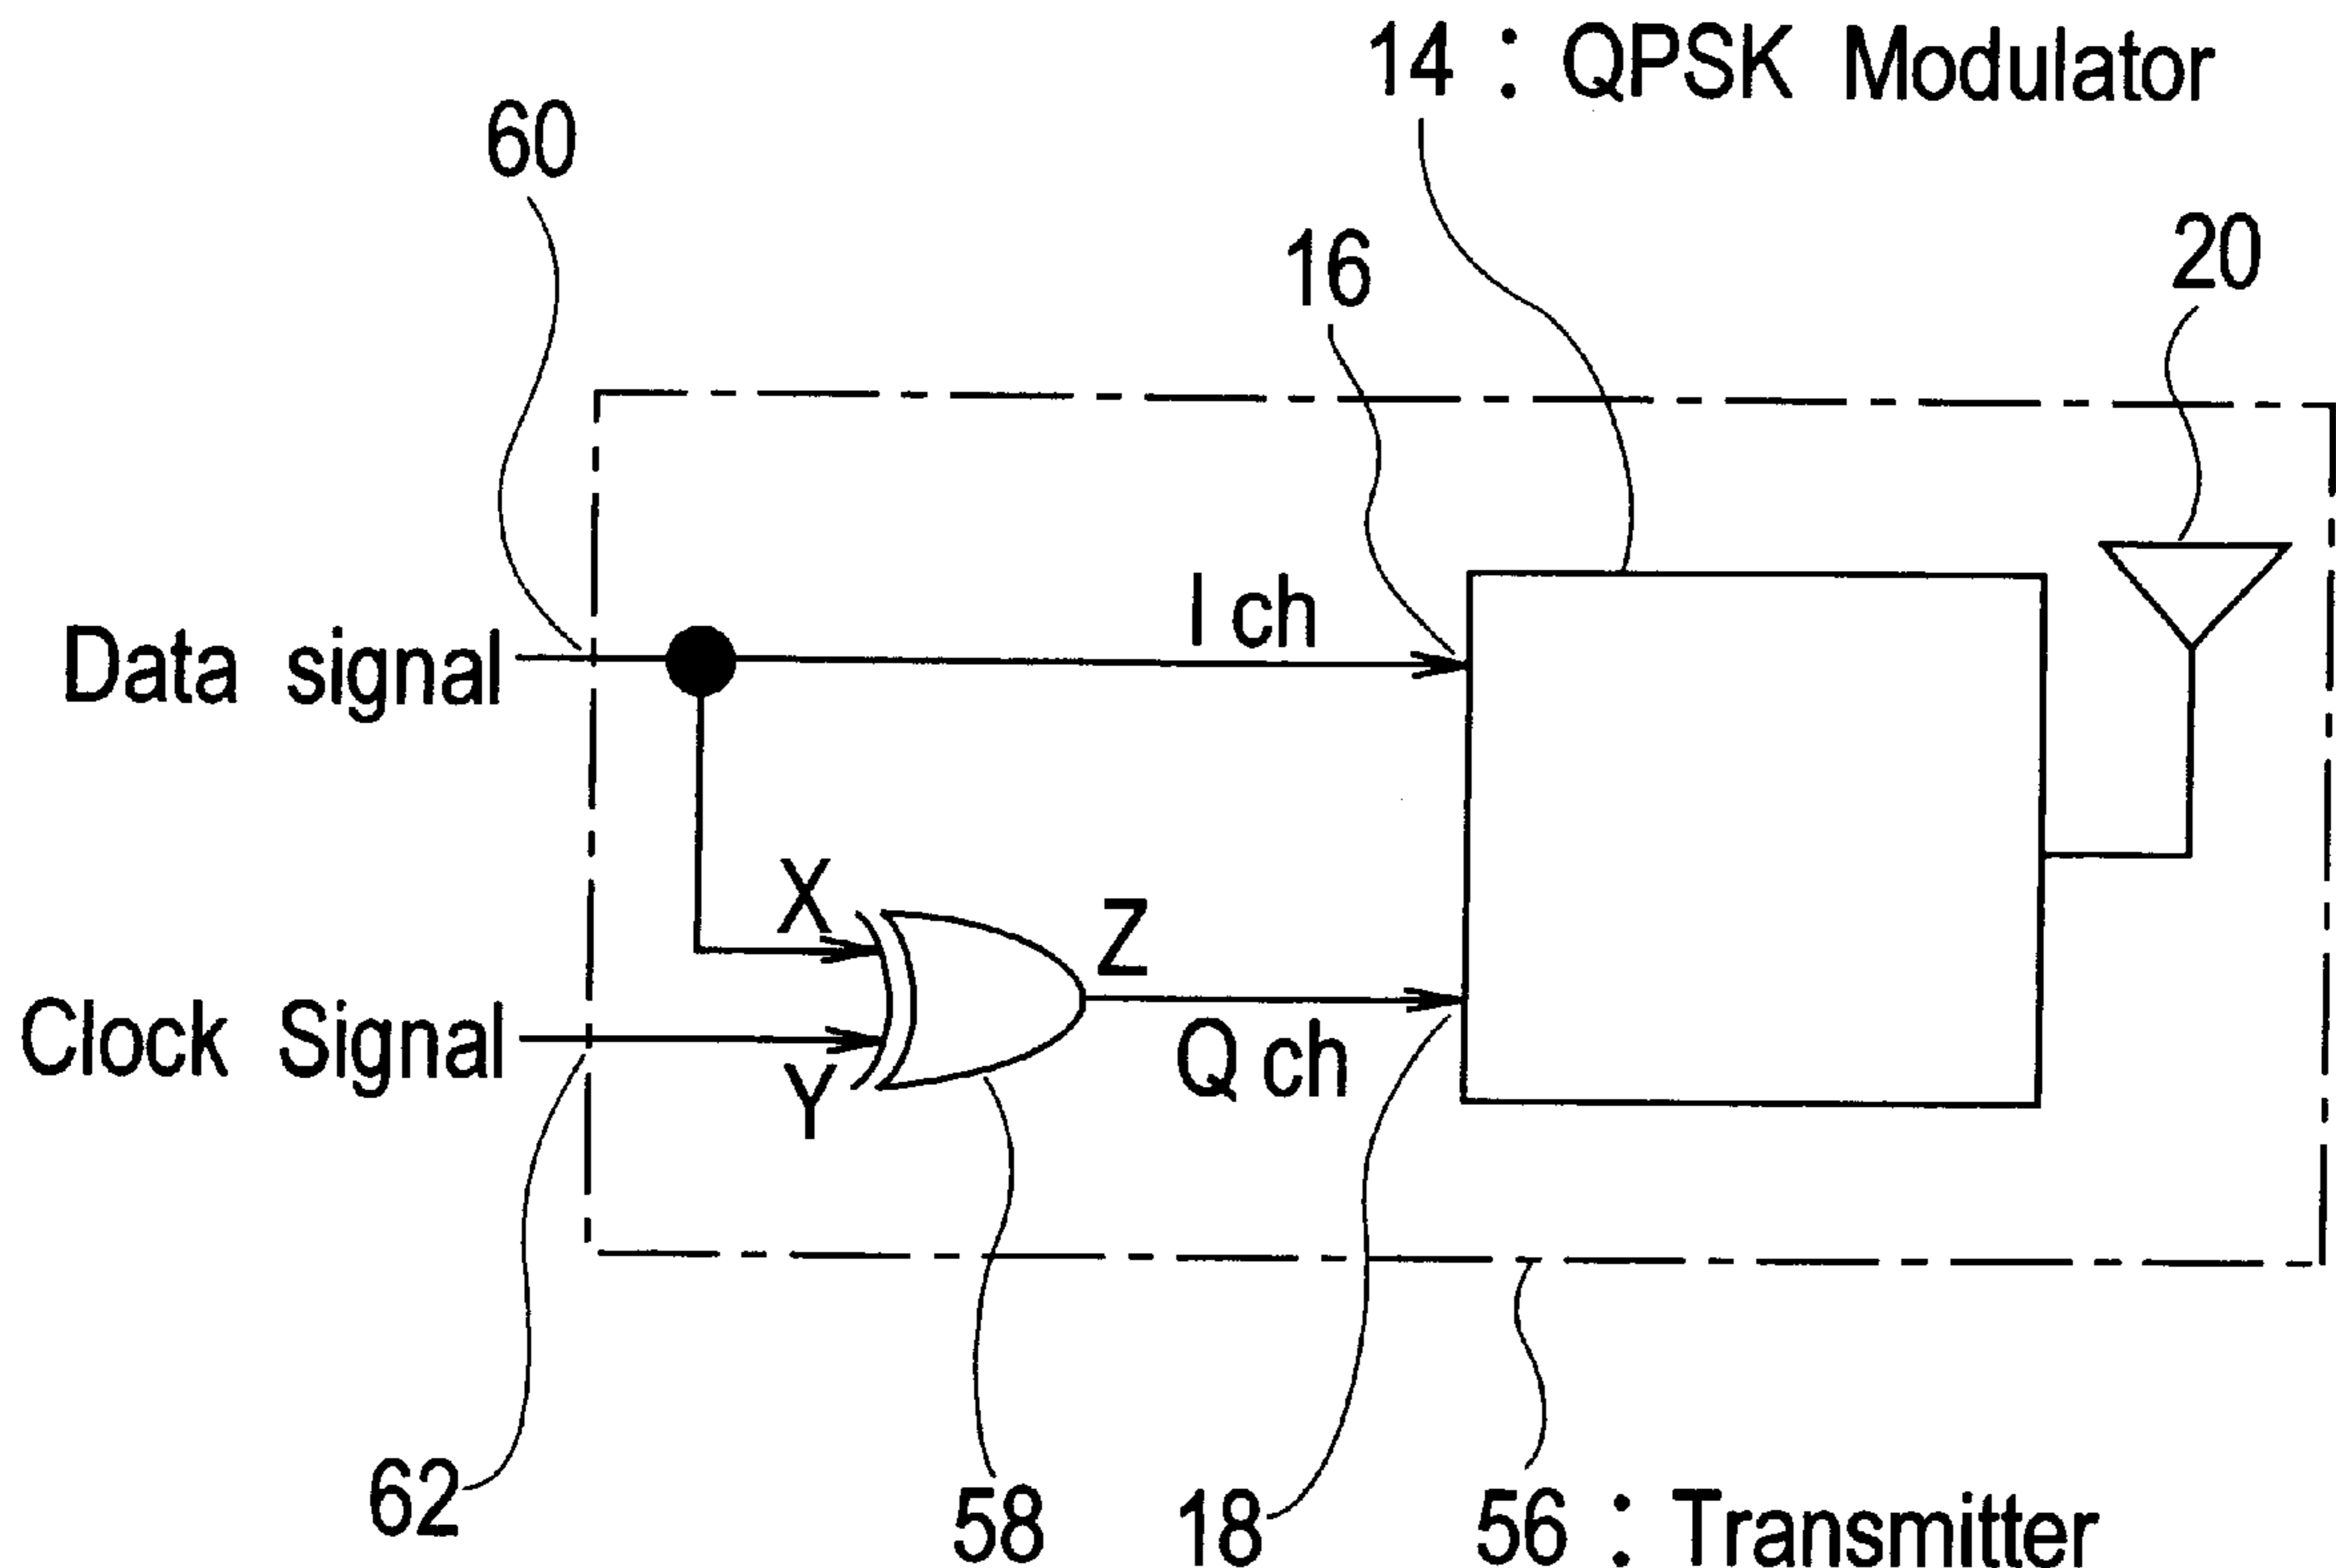 14 : QPSK Modulator
60
20
16
I ch
Data signal
X
Z
Clock Signal
Q ch
Y
62
58
18
56 : Transmitter